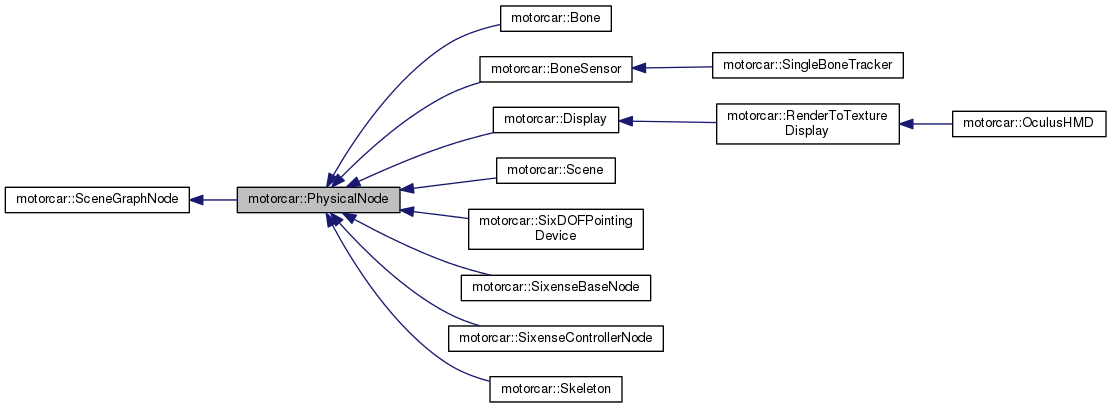 motorcar::Bone
motorcar::BoneSensor
motorcar::SingleBoneTracker
motorcar::Display
motorcar::RenderToTexture
Display
motorcar::OculusHMD
motorcar::Scene
motorcar::SceneGraphNode
motorcar::PhysicalNode
motorcar::SixDOFPointing
Device
motorcar::SixenseBaseNode
motorcar::SixenseControllerNode
motorcar::Skeleton